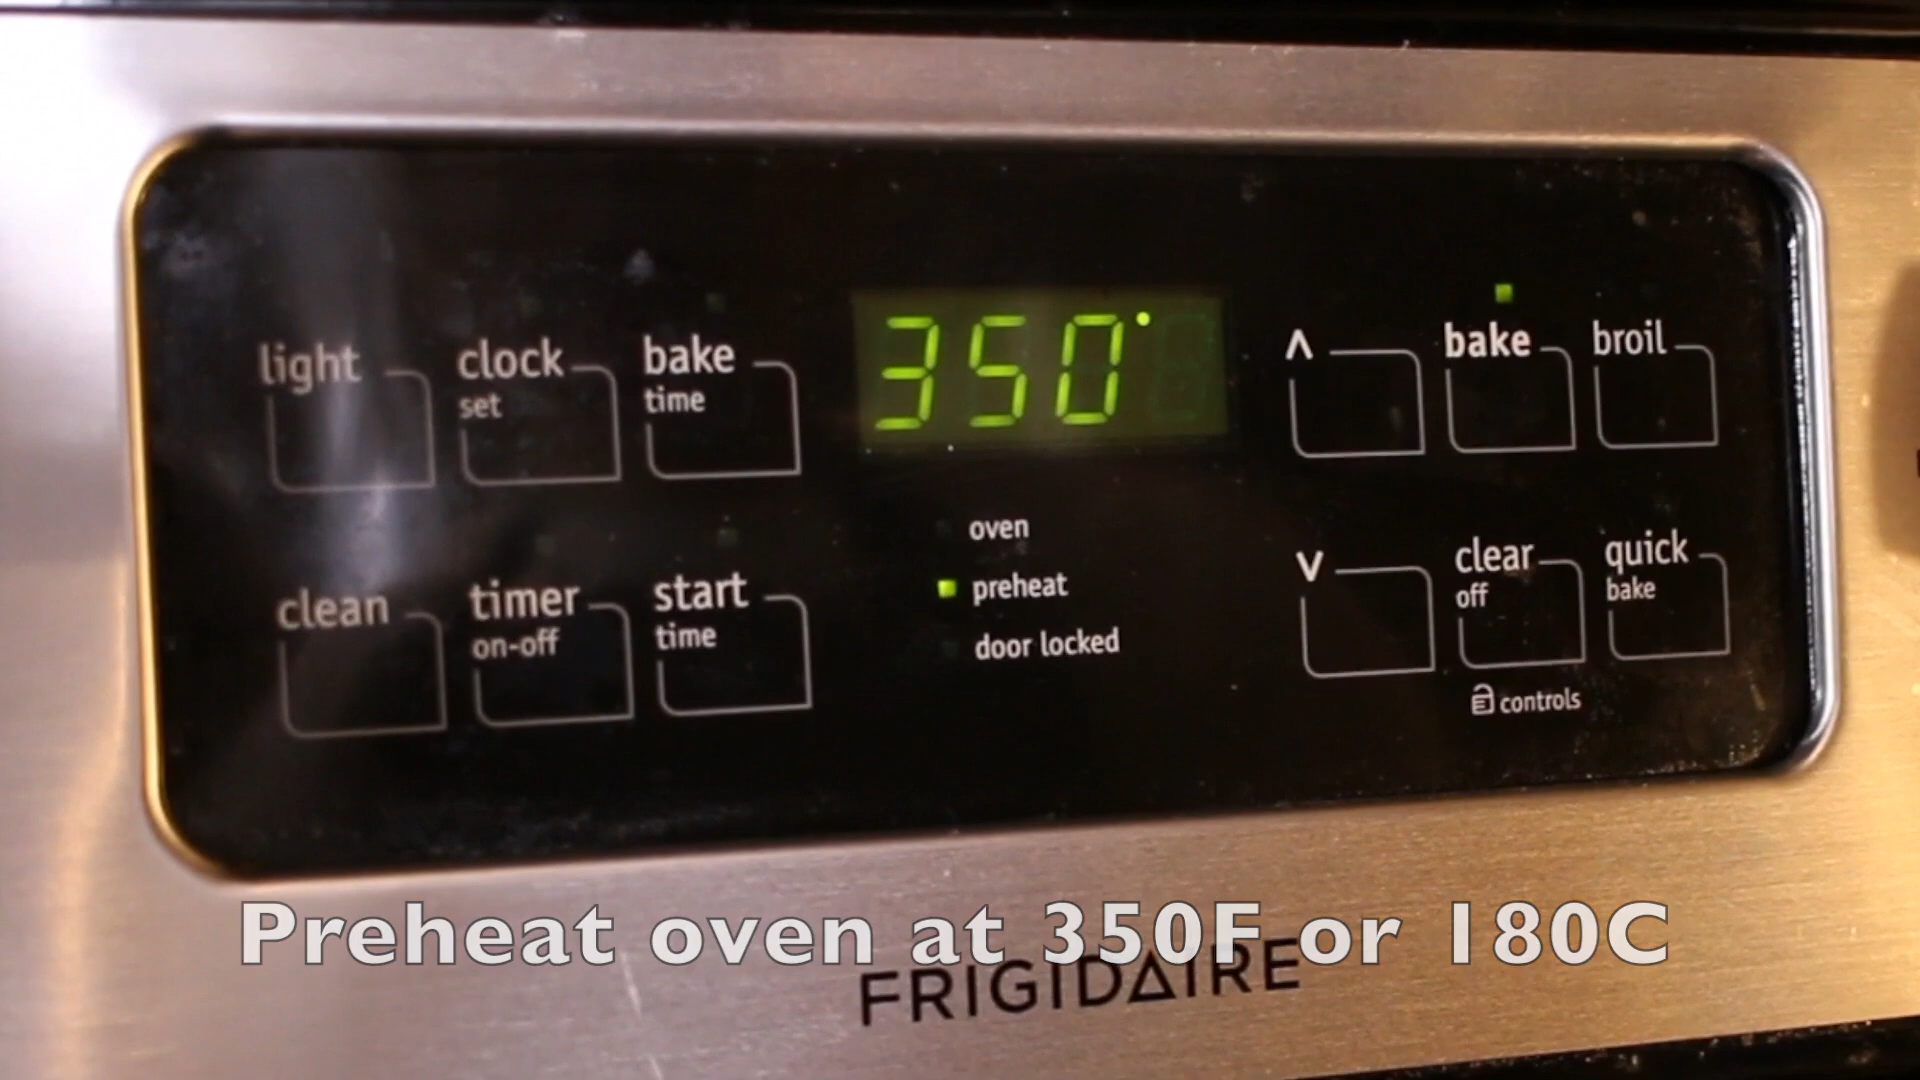 light
clock
set
bake
time
350°
^
bake
broil
oven
preheat
door locked
clean
timer
on-off
start
time
v
clear
off
quick
bake
controls
Preheat oven at 350F or 180C
FRIGIDAIRE